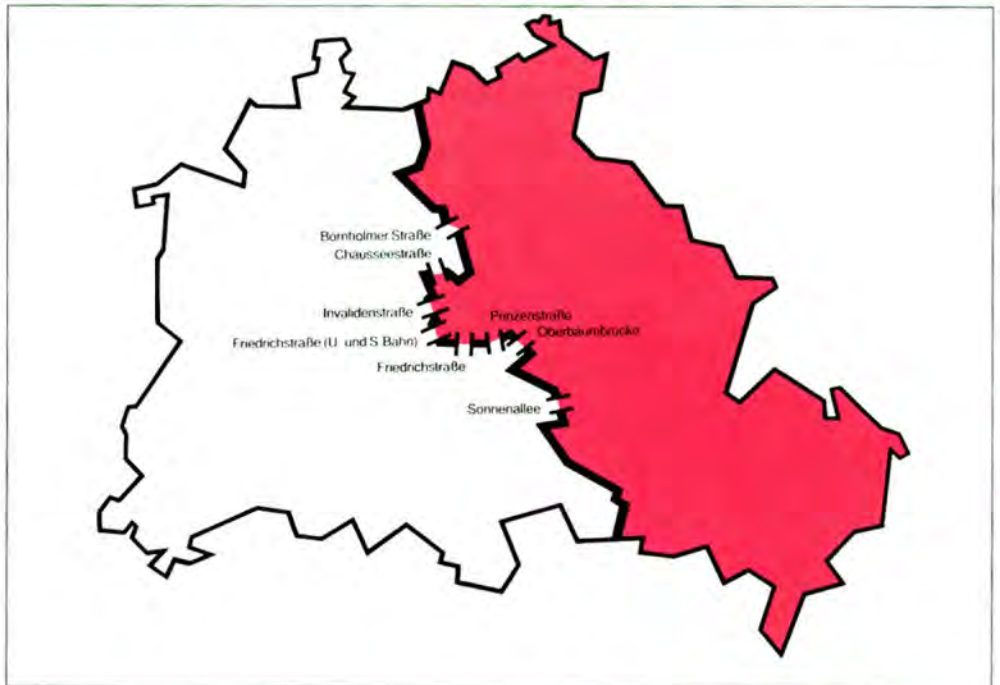 Bornholmer Straße
Chausseestraße
Invalidenstraße
Prinzenstraße
Oberbaumbrücke
Friedrichstraße (U und S Bahn)
Friedrichstraße
Sonnenallee